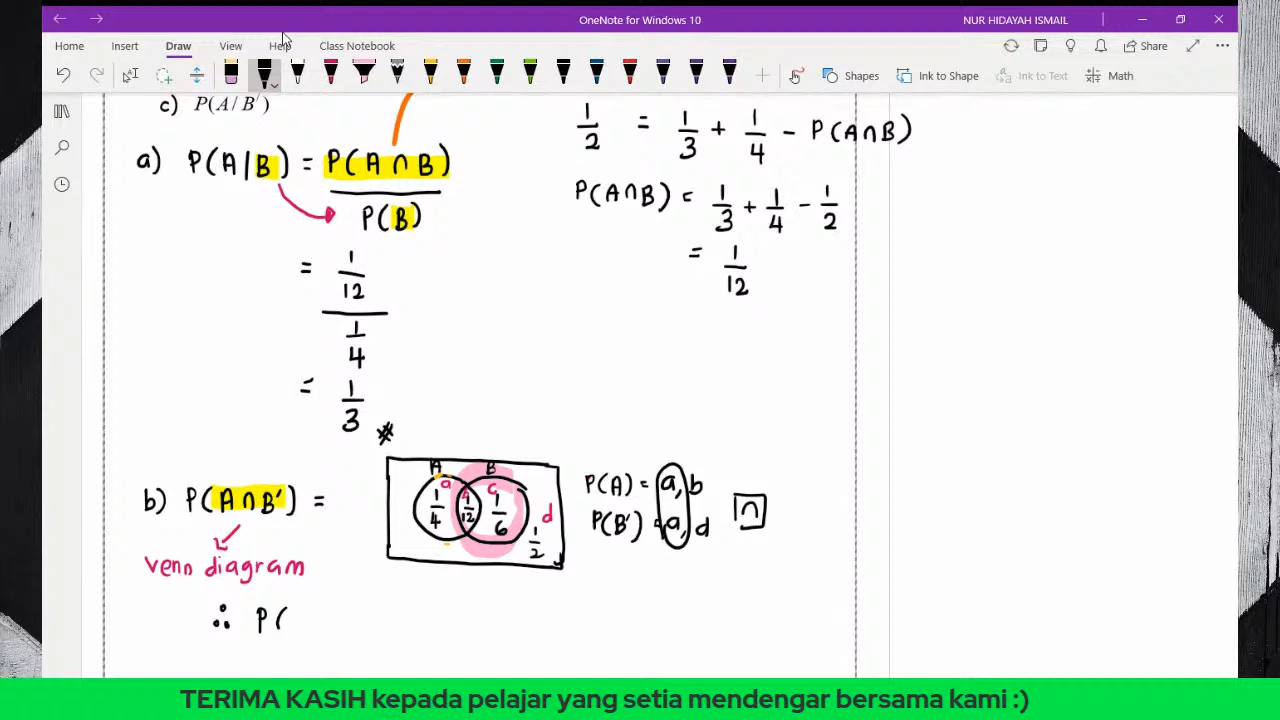 OneNote for Windows 10
NUR HIDAYAH ISMAIL
Home Insert Draw View Help Class Notebook
Share
Shapes Ink to Shape Ink to Text Math
c) P(A/B′)
a) P(A|B) = P(A∩B)
P(B)
= 1/12
1/4
= 1/3
1/2 = 1/3 + 1/4 − P(A∩B)
P(A∩B) = 1/3 + 1/4 − 1/2
= 1/12
b) P(A∩B′) =
venn diagram
∴ P(
A B
a c
1/4 1/12 1/6 d
1/2
P(A) = a, b
P(B′) = a, d
∩
TERIMA KASIH kepada pelajar yang setia mendengar bersama kami :)